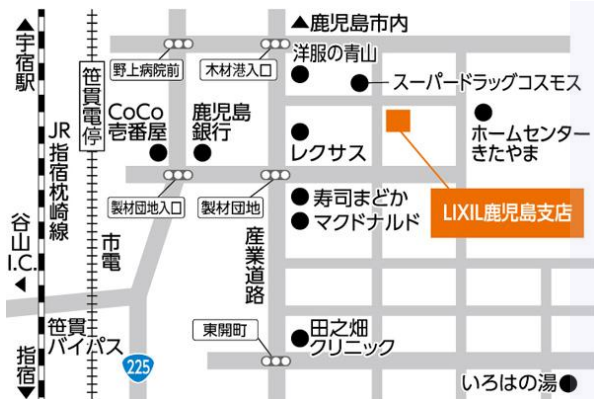 ▲鹿児島市内
▲宇宿駅
野上病院前
木材港入口
洋服の青山
スーパードラッグコスモス
笹貫電停
CoCo
壱番屋
鹿児島
銀行
レクサス
ホームセンター
きたやま
JR指宿枕崎線
製材団地入口
製材団地
寿司まどか
マクドナルド
LIXIL鹿児島支店
谷山
I.C.
◀
市電
産業道路
笹貫
バイパス
225
東開町
田之畑
クリニック
指宿▼
いろはの湯